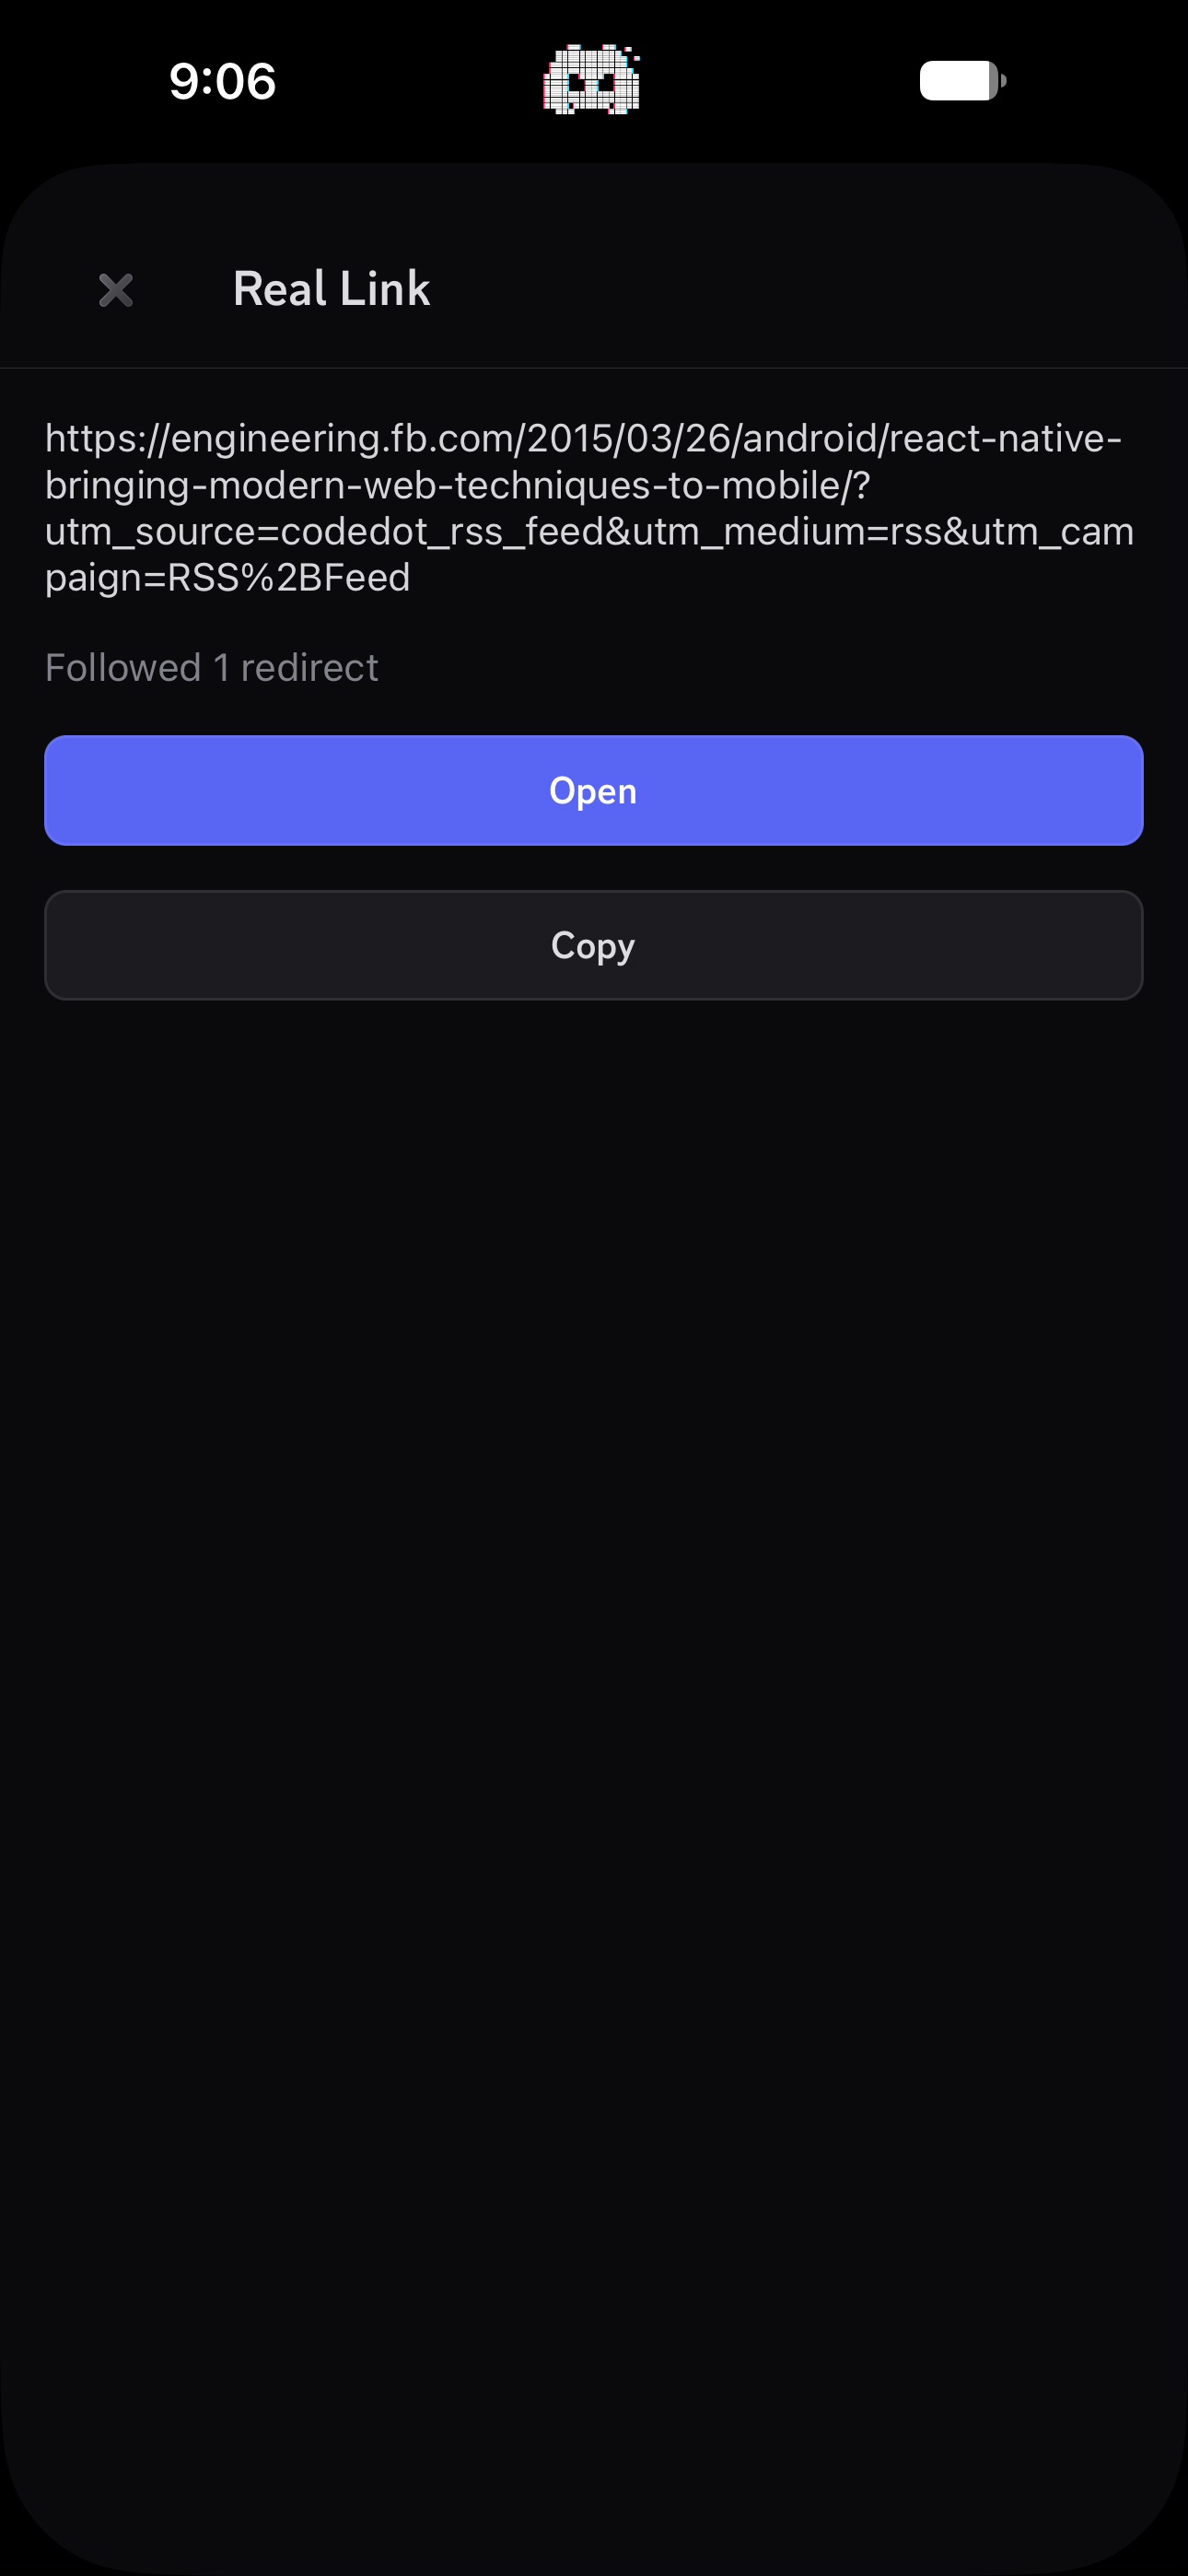 9:06
Real Link
https://engineering.fb.com/2015/03/26/android/react-native-
bringing-modern-web-techniques-to-mobile/?
utm_source=codedot_rss_feed&utm_medium=rss&utm_cam
paign=RSS%2BFeed
Followed 1 redirect
Open
Copy